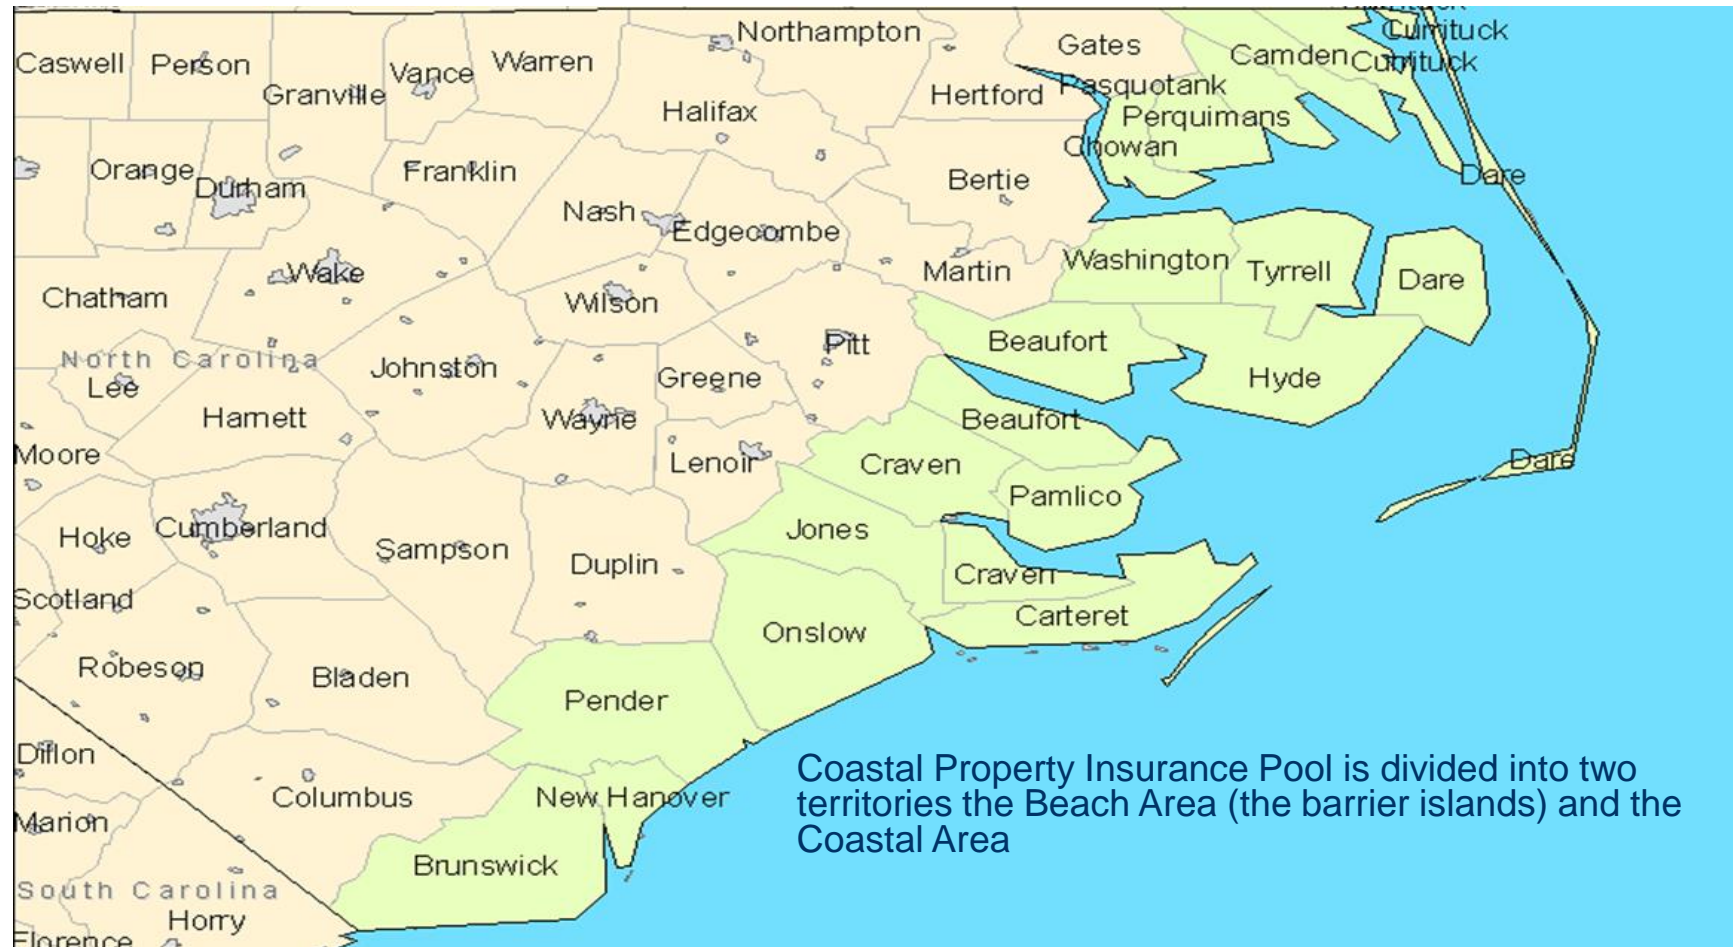 Northampton
Currituck
Gates
Camden
Currituck
Caswell
Person
Warren
Vance
Granville
Pasquotank
Hertford
Halifax
Perquimans
Chowan
Orange
Franklin
Durham
Bertie
Dare
Nash
Edgecombe
Wake
Martin
Washington
Tyrrell
Dare
Chatham
Wilson
Pitt
Beaufort
North Carolina
Johnston
Greene
Hyde
Lee
Harnett
Wayne
Beaufort
Moore
Lenoir
Craven
Dare
Pamlico
Hoke
Cumberland
Jones
Sampson
Duplin
Craven
Scotland
Carteret
Onslow
Robeson
Bladen
Pender
Dillon
Columbus
New Hanover
Marion
Coastal Property Insurance Pool is divided into two
territories the Beach Area (the barrier islands) and the
Coastal Area
Brunswick
South Carolina
Horry
Florence